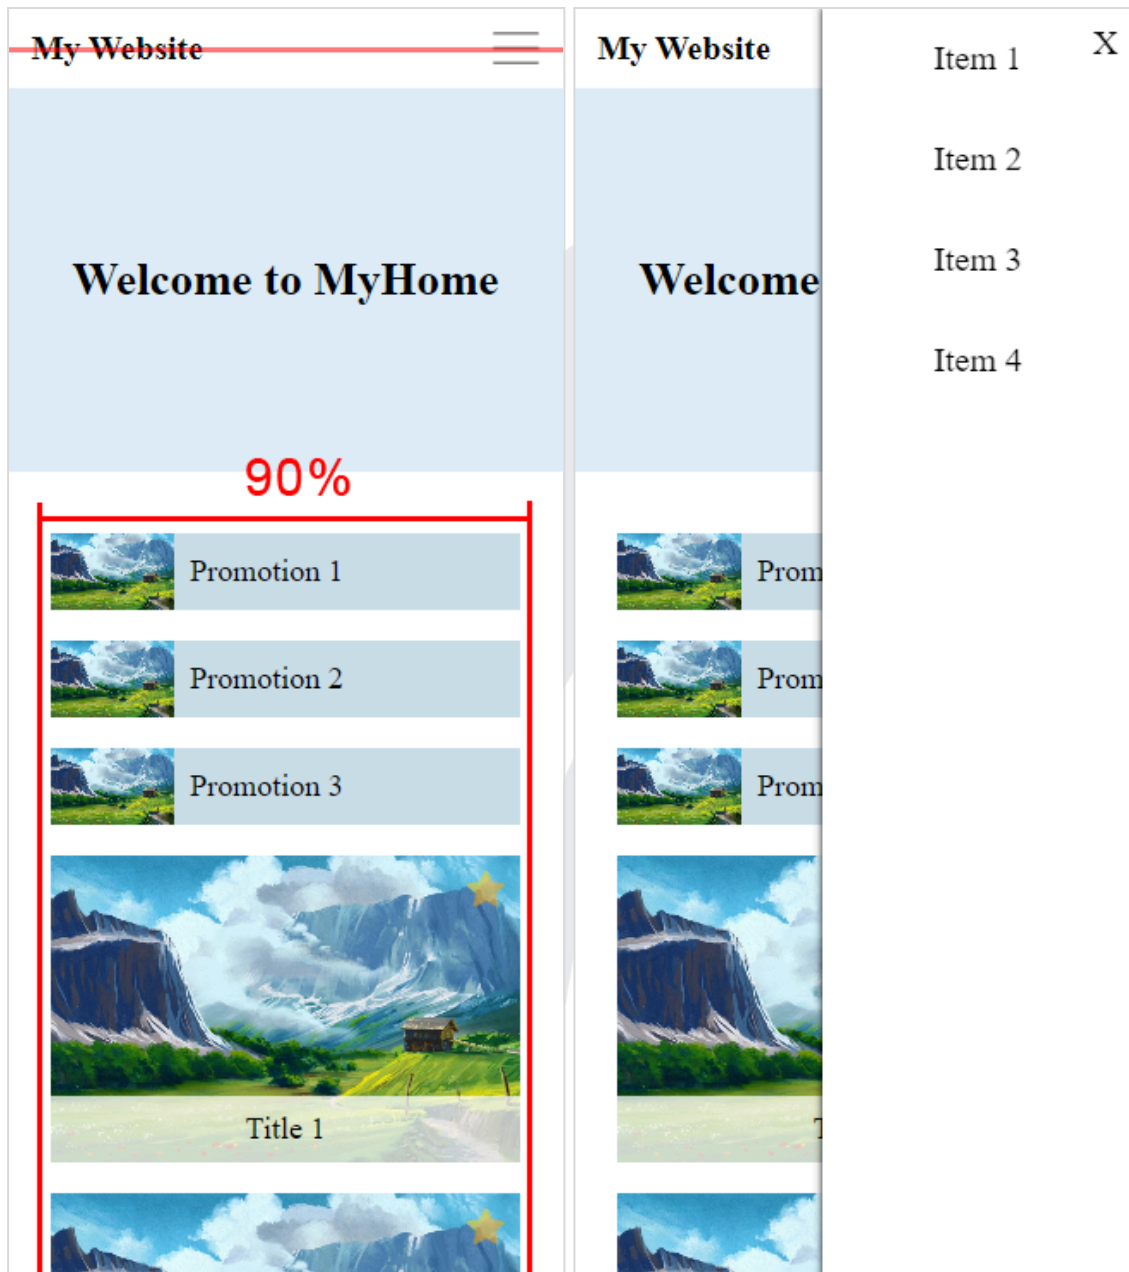 My Website
Welcome to MyHome
90%
Promotion 1
Promotion 2
Promotion 3
Title 1
My Website
X
Item 1
Item 2
Item 3
Item 4
Welcome
Prom
Prom
Prom